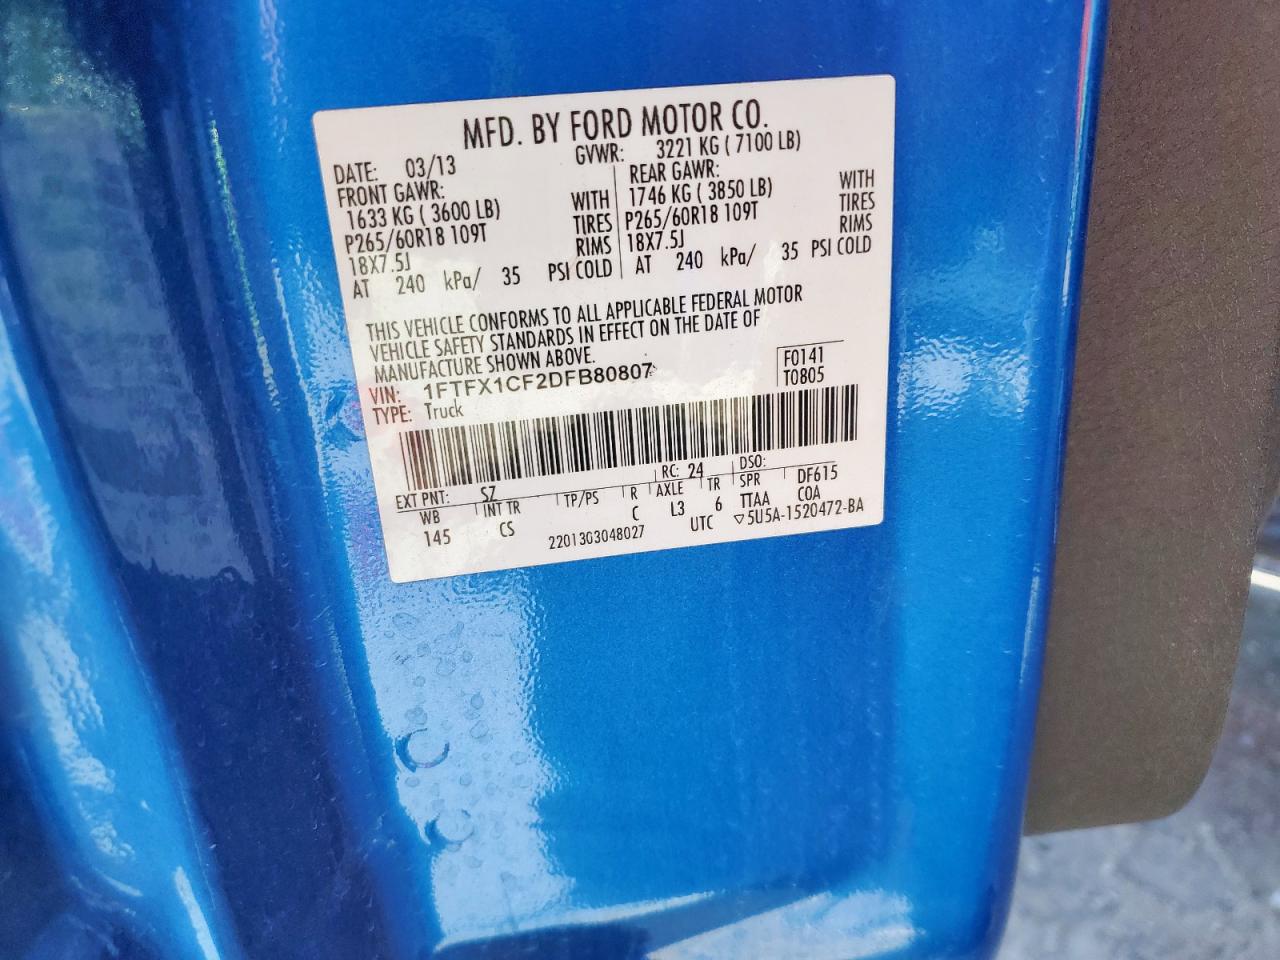 MFD. BY FORD MOTOR CO.
DATE: 03/13 GVWR: 3221 KG ( 7100 LB)
FRONT GAWR: REAR GAWR:
1633 KG ( 3600 LB) WITH 1746 KG ( 3850 LB) WITH
P265/60R18 109T TIRES P265/60R18 109T TIRES
18X7.5J RIMS 18X7.5J RIMS
AT 240 kPa/ 35 PSI COLD AT 240 kPa/ 35 PSI COLD
THIS VEHICLE CONFORMS TO ALL APPLICABLE FEDERAL MOTOR
VEHICLE SAFETY STANDARDS IN EFFECT ON THE DATE OF
MANUFACTURE SHOWN ABOVE.
VIN: 1FTFX1CF2DFB80807 F0141
TYPE: Truck T0805
EXT PNT: SZ RC: 24 DSO:
WB INT TR TP/PS R AXLE TR SPR DF615
145 CS C L3 6 TTAA COA
2201303048027 UTC ▽5U5A-1520472-BA